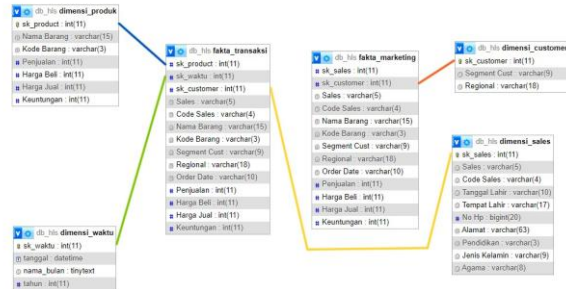 db_hls dimensi_produk
sk_product : int(11)
Nama Barang : varchar(15)
Kode Barang : varchar(3)
Penjualan : int(11)
Harga Beli : int(11)
Harga Jual : int(11)
Keuntungan : int(11)
db_hls fakta_transaksi
sk_product : int(11)
sk_waktu : int(11)
sk_customer : int(11)
Sales : varchar(5)
Code Sales : varchar(4)
Nama Barang : varchar(15)
Kode Barang : varchar(3)
Segment Cust : varchar(9)
Regional : varchar(18)
Order Date : varchar(10)
Penjualan : int(11)
Harga Beli : int(11)
Harga Jual : int(11)
Keuntungan : int(11)
db_hls fakta_marketing
sk_sales : int(11)
sk_customer : int(11)
Sales : varchar(5)
Code Sales : varchar(4)
Nama Barang : varchar(15)
Kode Barang : varchar(3)
Segment Cust : varchar(9)
Regional : varchar(18)
Order Date : varchar(10)
Penjualan : int(11)
Harga Beli : int(11)
Harga Jual : int(11)
Keuntungan : int(11)
db_hls dimensi_customer
sk_customer : int(11)
Segment Cust : varchar(9)
Regional : varchar(18)
db_hls dimensi_sales
sk_sales : int(11)
Sales : varchar(5)
Code Sales : varchar(4)
Tanggal Lahir : varchar(10)
Tempat Lahir : varchar(17)
No Hp : bigint(20)
Alamat : varchar(63)
Pendidikan : varchar(3)
Jenis Kelamin : varchar(9)
Agama : varchar(8)
db_hls dimensi_waktu
sk_waktu : int(11)
tanggal : datetime
nama_bulan : tinytext
tahun : int(11)